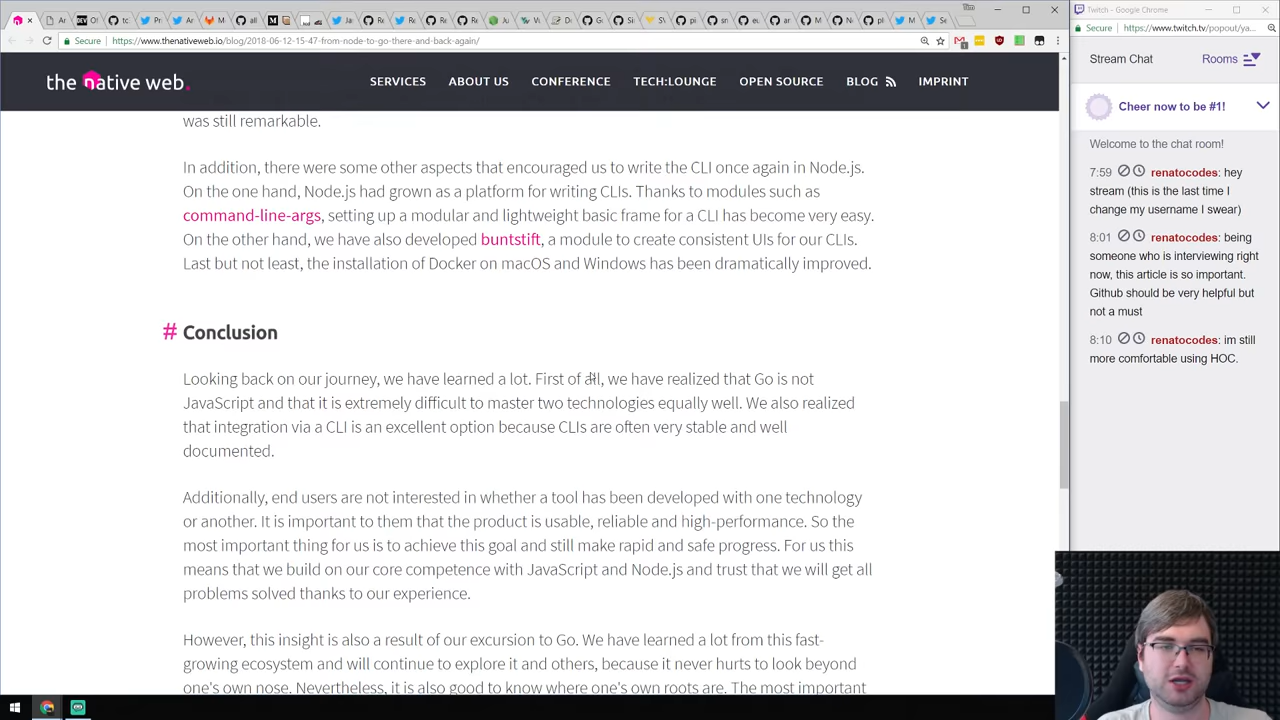 Twitch - Google Chrome
Secure
https://www.thenativeweb.io/blog/2018-06-12-15-47-from-node-to-go-there-and-back-again/
Secure
https://www.twitch.tv/popout/ya...
the native web.
SERVICES
ABOUT US
CONFERENCE
TECH:LOUNGE
OPEN SOURCE
BLOG
IMPRINT
was still remarkable.
In addition, there were some other aspects that encouraged us to write the CLI once again in Node.js.
On the one hand, Node.js had grown as a platform for writing CLIs. Thanks to modules such as
command-line-args, setting up a modular and lightweight basic frame for a CLI has become very easy.
On the other hand, we have also developed buntstift, a module to create consistent UIs for our CLIs.
Last but not least, the installation of Docker on macOS and Windows has been dramatically improved.
# Conclusion
Looking back on our journey, we have learned a lot. First of all, we have realized that Go is not
JavaScript and that it is extremely difficult to master two technologies equally well. We also realized
that integration via a CLI is an excellent option because CLIs are often very stable and well
documented.
Additionally, end users are not interested in whether a tool has been developed with one technology
or another. It is important to them that the product is usable, reliable and high-performance. So the
most important thing for us is to achieve this goal and still make rapid and safe progress. For us this
means that we build on our core competence with JavaScript and Node.js and trust that we will get all
problems solved thanks to our experience.
However, this insight is also a result of our excursion to Go. We have learned a lot from this fast-
growing ecosystem and will continue to explore it and others, because it never hurts to look beyond
one's own nose. Nevertheless, it is also good to know where one's own roots are. The most important
Stream Chat
Rooms
Cheer now to be #1!
Welcome to the chat room!
7:59 renatocodes: hey
stream (this is the last time I
change my username I swear)
8:01 renatocodes: being
someone who is interviewing right
now, this article is so important.
Github should be very helpful but
not a must
8:10 renatocodes: im still
more comfortable using HOC.